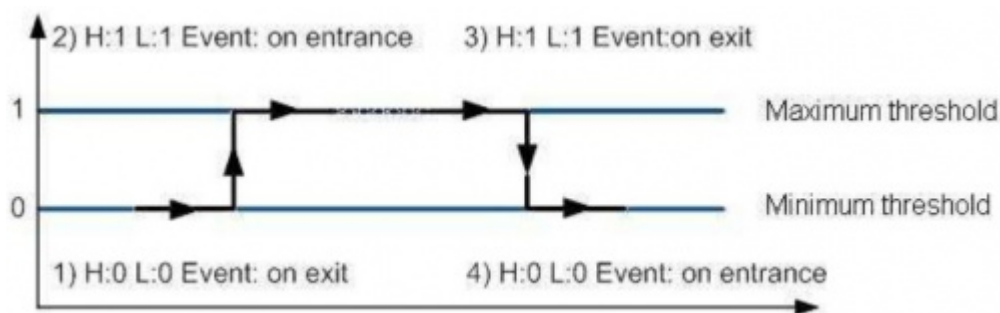 2) H:1 L:1 Event: on entrance
3) H:1 L:1 Event:on exit
1
Maximum threshold
0
Minimum threshold
1) H:0 L:0 Event: on exit
4) H:0 L:0 Event: on entrance